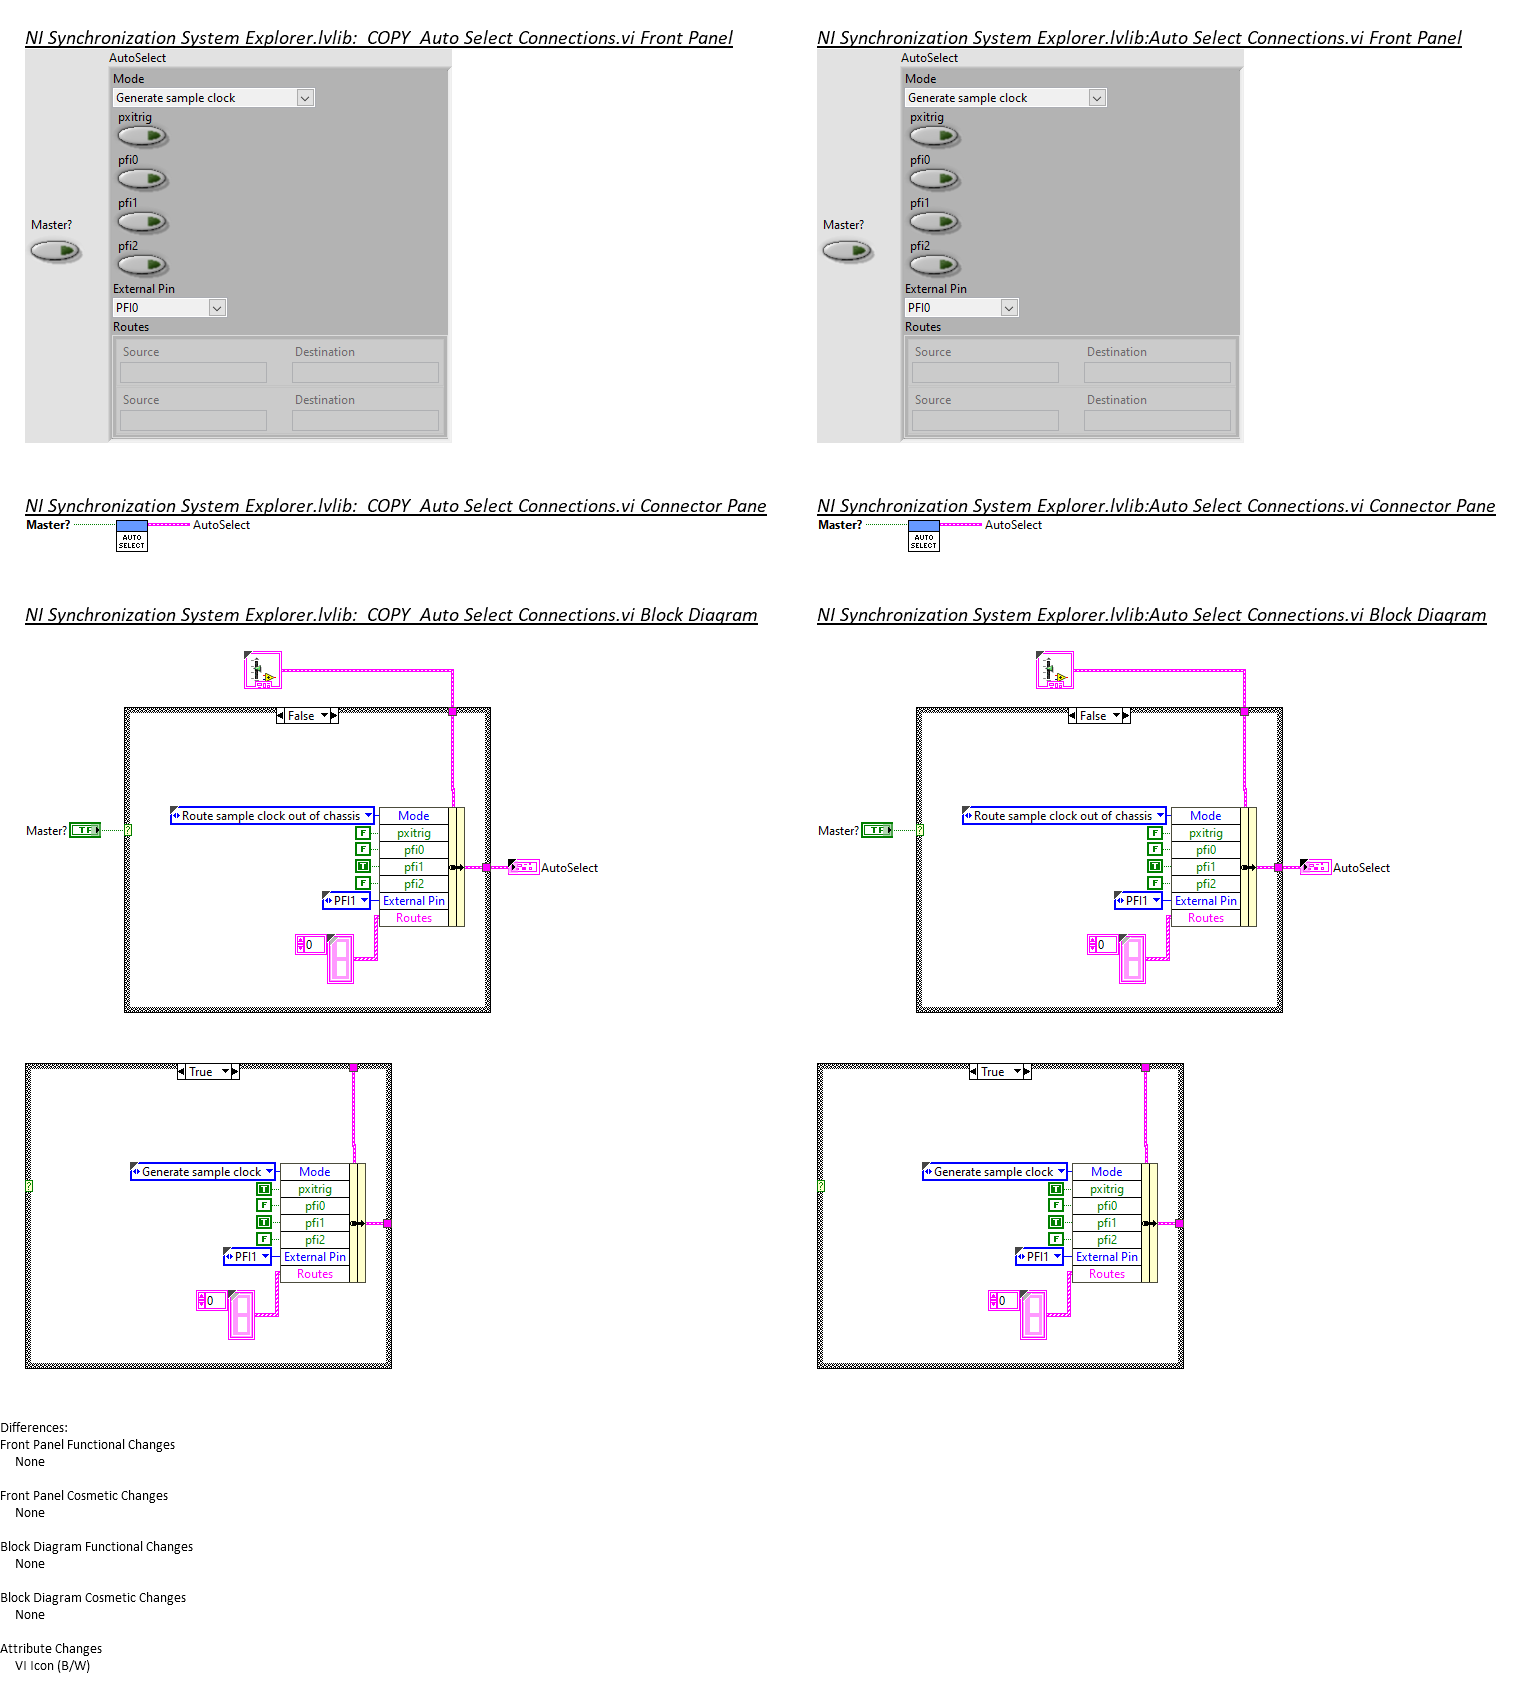 NI Synchronization System Explorer.lvlib:  COPY  Auto Select Connections.vi Front Panel
AutoSelect
Mode
Generate sample clock
pxitrig
pfi0
pfi1
Master?
pfi2
External Pin
PFI0
Routes
Source Destination
Source Destination
NI Synchronization System Explorer.lvlib:Auto Select Connections.vi Front Panel
AutoSelect
Mode
Generate sample clock
pxitrig
pfi0
pfi1
Master?
pfi2
External Pin
PFI0
Routes
Source Destination
Source Destination
NI Synchronization System Explorer.lvlib:  COPY  Auto Select Connections.vi Connector Pane
Master? AutoSelect
AUTO
SELECT
NI Synchronization System Explorer.lvlib:Auto Select Connections.vi Connector Pane
Master? AutoSelect
AUTO
SELECT
NI Synchronization System Explorer.lvlib:  COPY  Auto Select Connections.vi Block Diagram
False
Route sample clock out of chassis Mode
Master? TF ? F pxitrig
F pfi0
T pfi1 AutoSelect
F pfi2
PFI1 External Pin
Routes
0
True
Generate sample clock Mode
? T pxitrig
F pfi0
T pfi1
F pfi2
PFI1 External Pin
Routes
0
NI Synchronization System Explorer.lvlib:Auto Select Connections.vi Block Diagram
False
Route sample clock out of chassis Mode
Master? TF ? F pxitrig
F pfi0
T pfi1 AutoSelect
F pfi2
PFI1 External Pin
Routes
0
True
Generate sample clock Mode
? T pxitrig
F pfi0
T pfi1
F pfi2
PFI1 External Pin
Routes
0
Differences:
Front Panel Functional Changes
None
Front Panel Cosmetic Changes
None
Block Diagram Functional Changes
None
Block Diagram Cosmetic Changes
None
Attribute Changes
VI Icon (B/W)